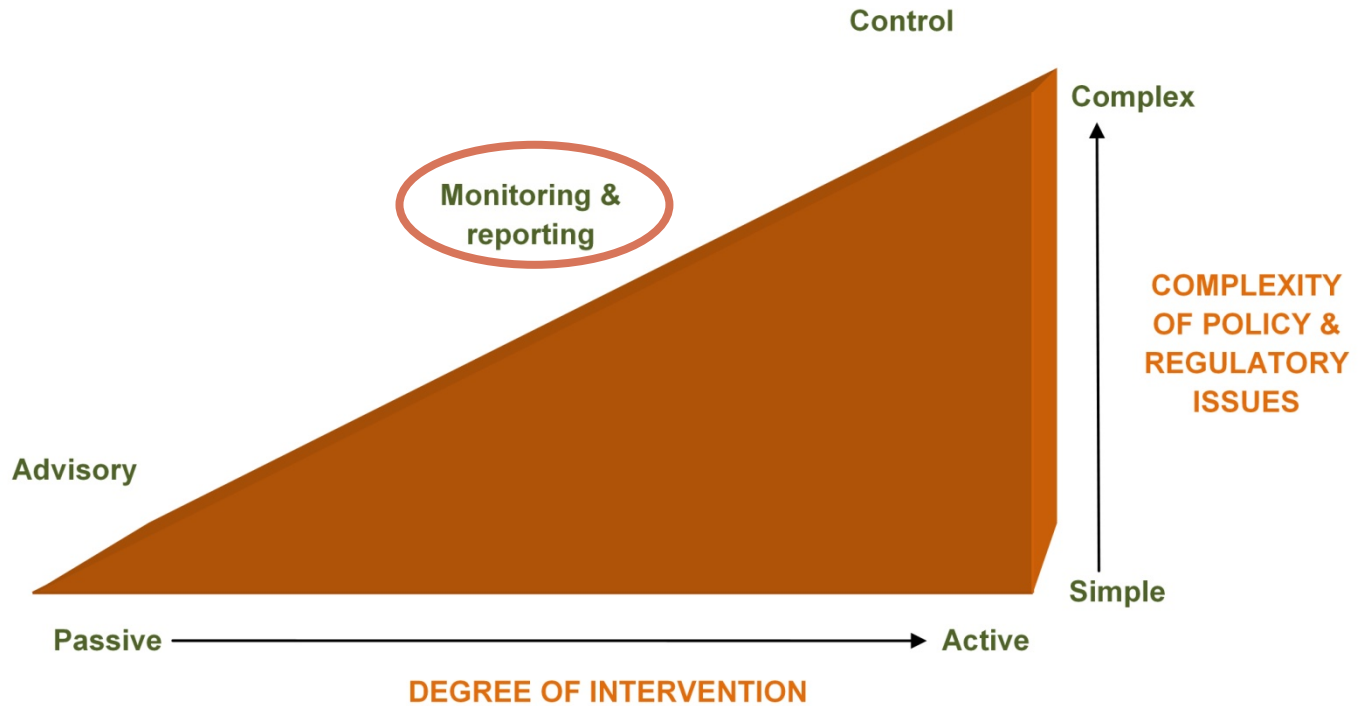 Control
Complex
Monitoring &
reporting
COMPLEXITY
OF POLICY &
REGULATORY
ISSUES
Advisory
Simple
Passive
Active
DEGREE OF INTERVENTION